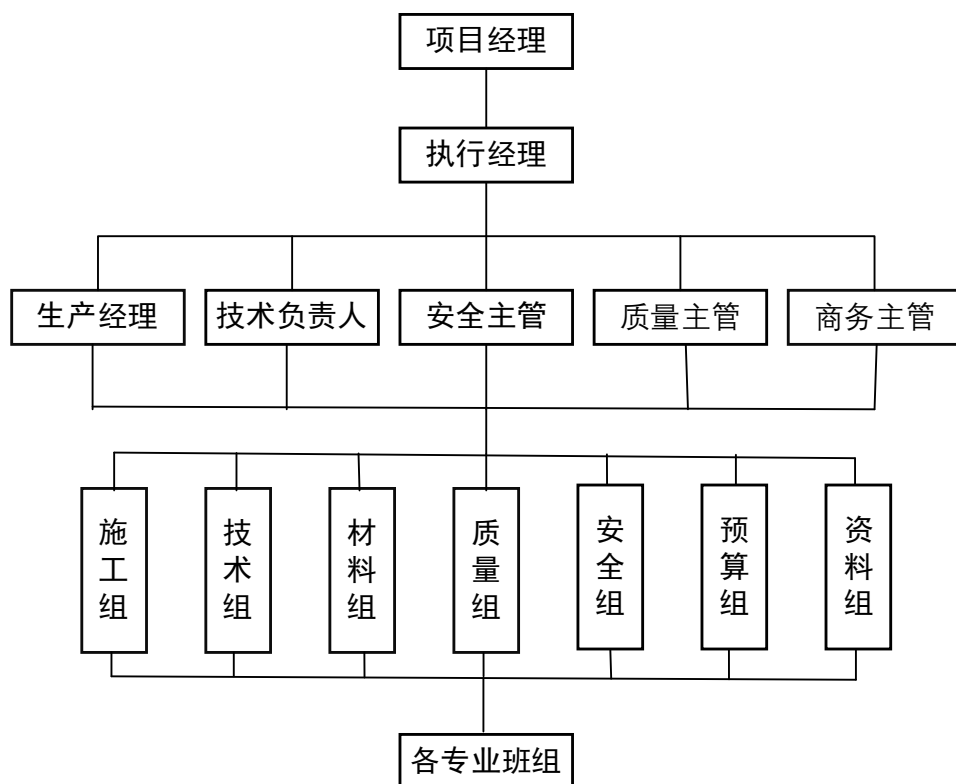 项目经理
执行经理
生产经理
技术负责人
安全主管
质量主管
商务主管
施工组
技术组
材料组
质量组
安全组
预算组
资料组
各专业班组